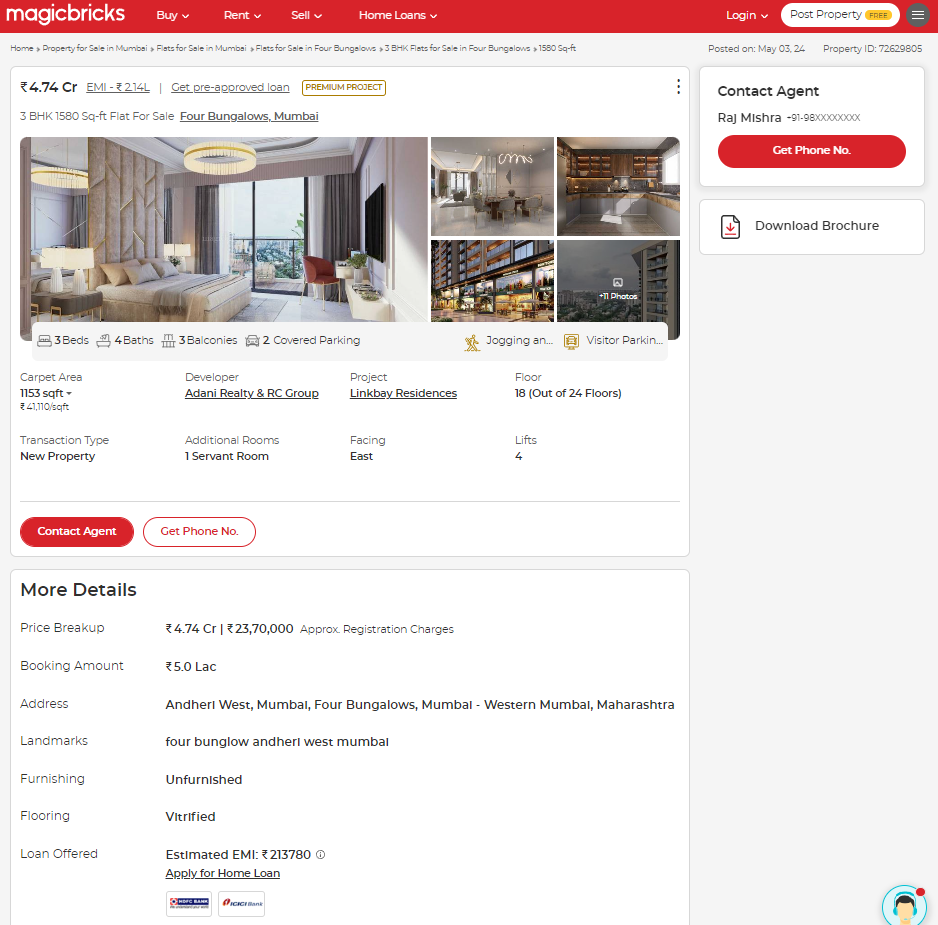 magicbricks Buy Rent Sell Home Loans Login Post Property FREE
Home Property for Sale in Mumbai Flats for Sale in Mumbai Flats for Sale in Four Bungalows 3 BHK Flats for Sale in Four Bungalows 1580 Sq-ft Posted on: May 03, 24 Property ID: 72629805
₹4.74 Cr EMI - ₹2.14L | Get pre-approved loan PREMIUM PROJECT
3 BHK 1580 Sq-ft Flat For Sale Four Bungalows, Mumbai
+11 Photos
3 Beds 4 Baths 3 Balconies 2 Covered Parking Jogging an... Visitor Parkin...
Carpet Area Developer Project Floor
1153 sqft Adani Realty & RC Group Linkbay Residences 18 (Out of 24 Floors)
₹41,110/sqft
Transaction Type Additional Rooms Facing Lifts
New Property 1 Servant Room East 4
Contact Agent Get Phone No.
Contact Agent
Raj Mishra +91-98XXXXXXXX
Get Phone No.
Download Brochure
More Details
Price Breakup ₹4.74 Cr | ₹23,70,000 Approx. Registration Charges
Booking Amount ₹5.0 Lac
Address Andheri West, Mumbai, Four Bungalows, Mumbai - Western Mumbai, Maharashtra
Landmarks four bunglow andheri west mumbai
Furnishing Unfurnished
Flooring Vitrified
Loan Offered Estimated EMI: ₹213780
Apply for Home Loan
HDFC BANK ICICI Bank